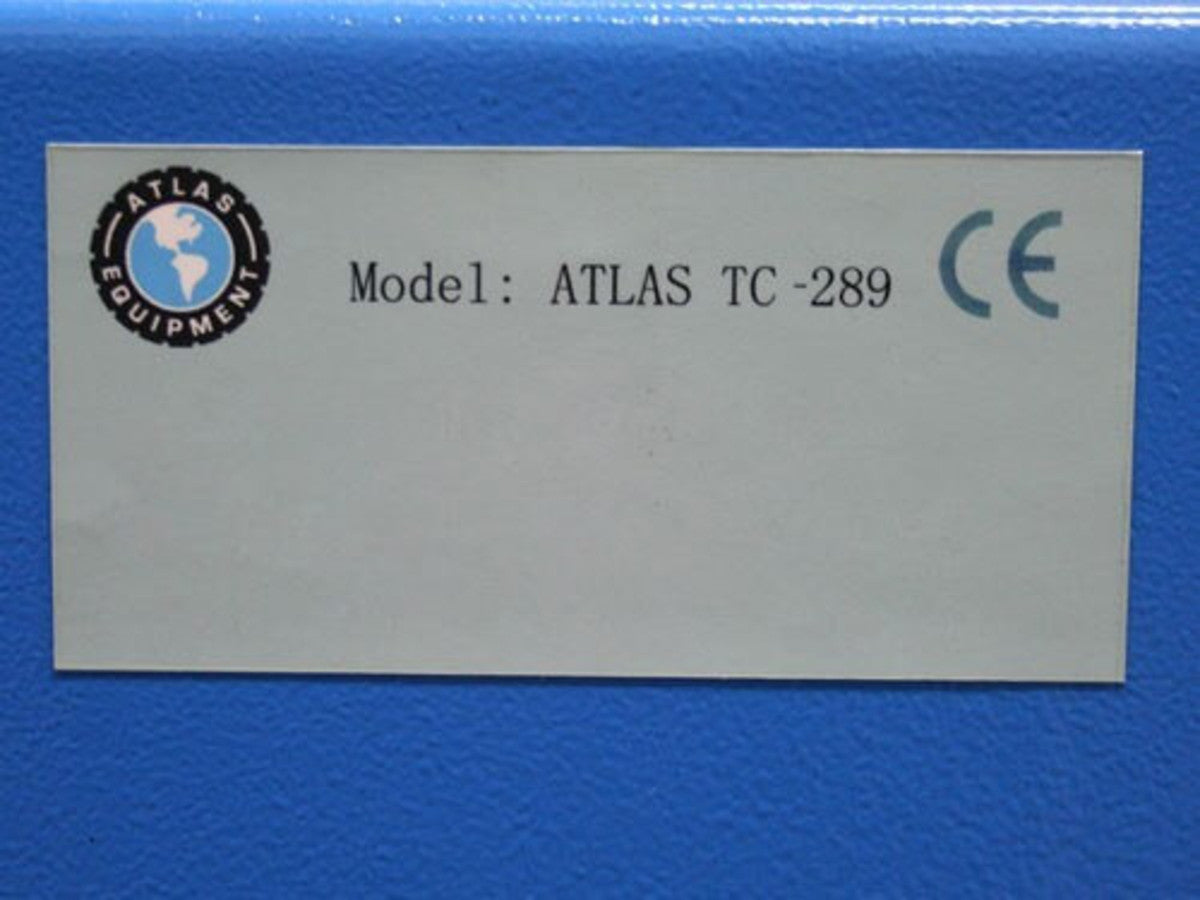 ATLAS EQUIPMENT
Model: ATLAS TC-289
CE